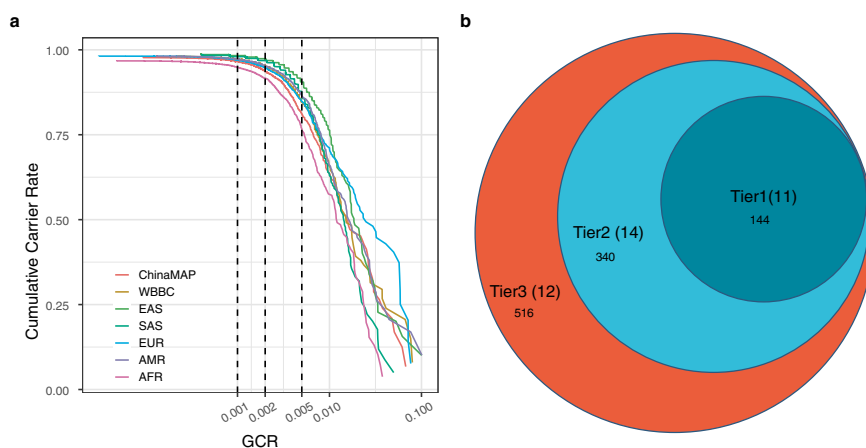 a
Cumulative Carrier Rate
1.00
0.75
0.50
0.25
0.00
ChinaMAP
WBBC
EAS
SAS
EUR
AMR
AFR
0.001
0.002
0.005
0.010
0.100
GCR
b
Tier1(11)
144
Tier2 (14)
340
Tier3 (12)
516